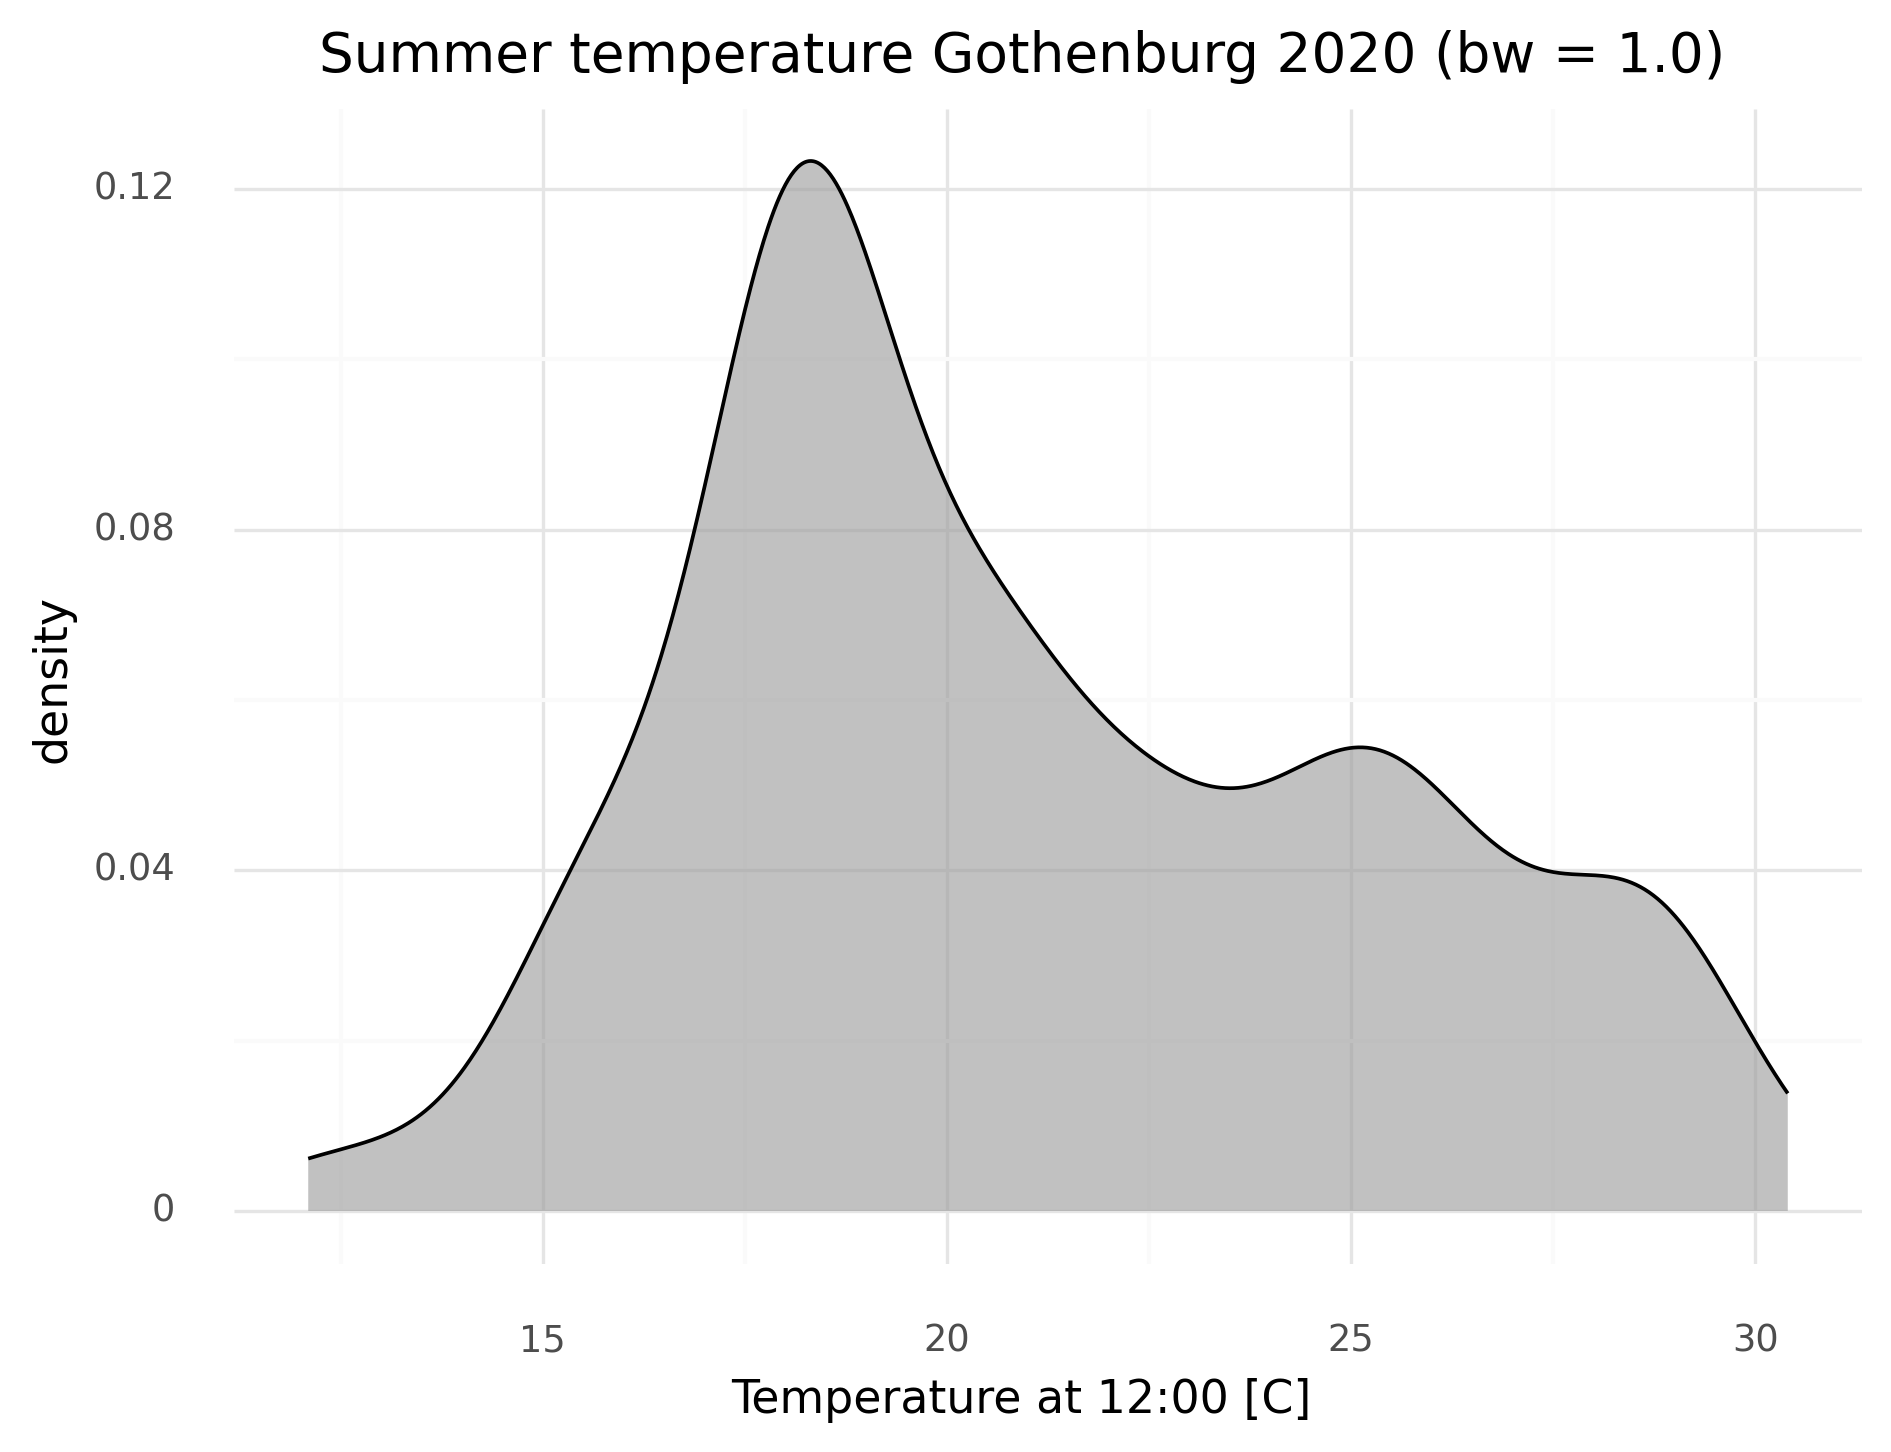 Summer temperature Gothenburg 2020 (bw = 1.0)
0.12
0.08
0.04
0
density
15 20 25 30
Temperature at 12:00 [C]